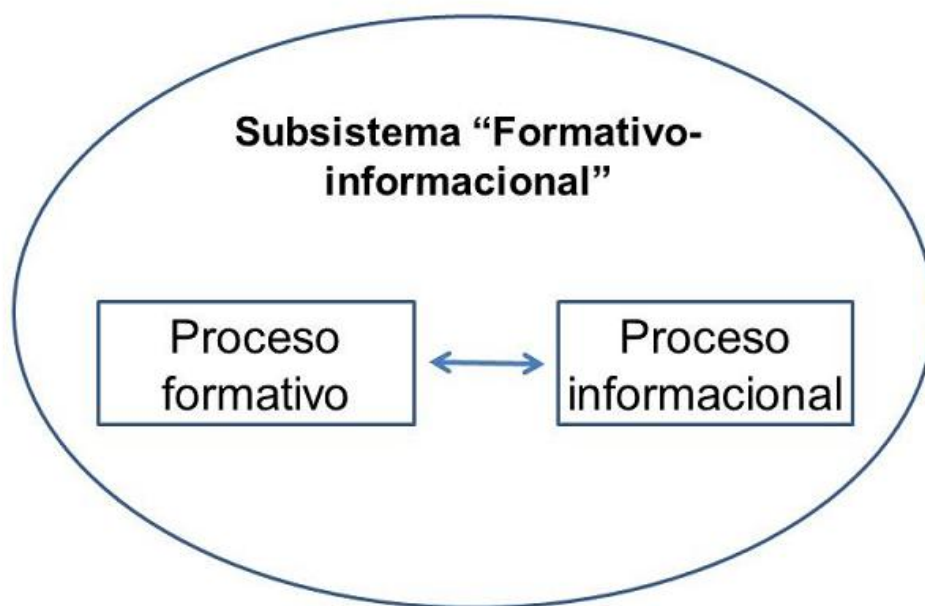 Subsistema “Formativo-
informacional”
Proceso
formativo
Proceso
informacional